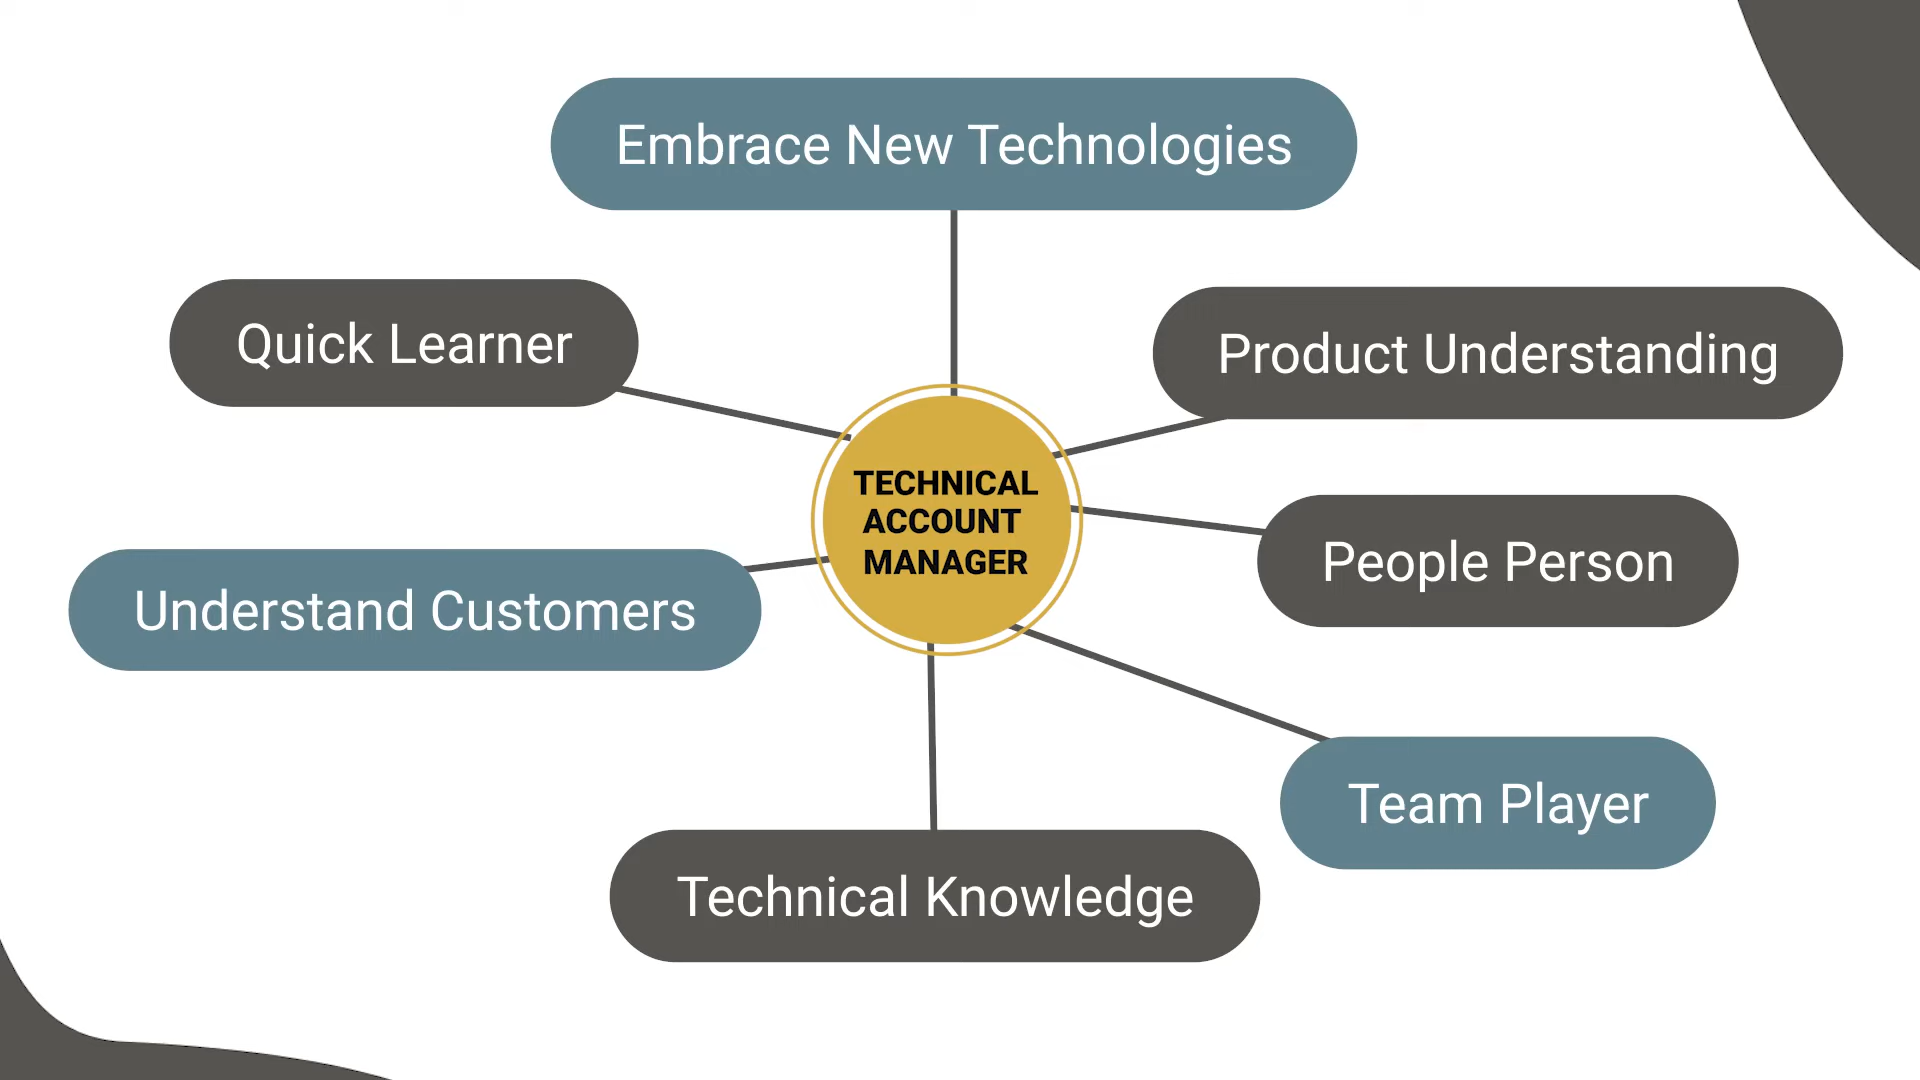 Embrace New Technologies
Quick Learner
Product Understanding
TECHNICAL
ACCOUNT
MANAGER
People Person
Understand Customers
Team Player
Technical Knowledge